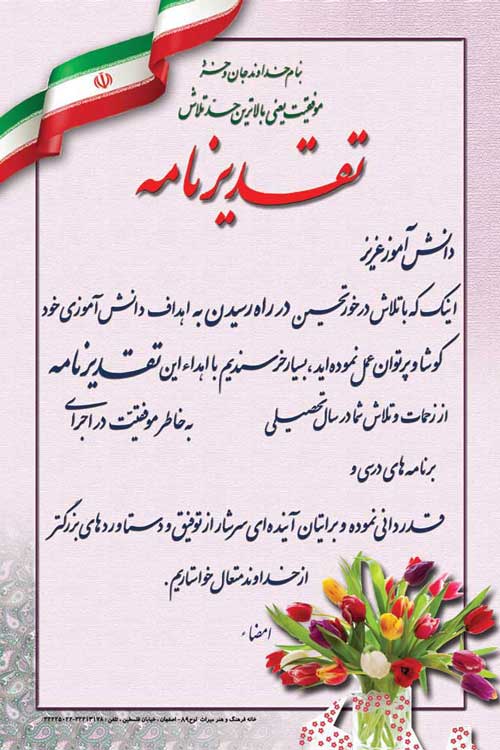 بنام خداوند جان و خرد
موفقیت یعنی بالاترین حد تلاش
تقدیرنامه
دانش آموز عزیز
اینک که با تلاش در خور تحسین در راه رسیدن به اهداف دانش آموزی خود
کوشا و پر توان عمل نموده اید ، بسیار خرسندیم با اهداء این تقدیرنامه
از زحمات و تلاش شما در سال تحصیلی به خاطر موفقیت در اجرای
برنامه های درسی و
قدردانی نموده و برایتان آینده ای سرشار از توفیق و دستاوردهای بزرگتر
از خداوند متعال خواستاریم .
امضاء
خانه فرهنگ و هنر میراث لوح ۸۹ - اصفهان ، خیابان فلسطین ، تلفن :